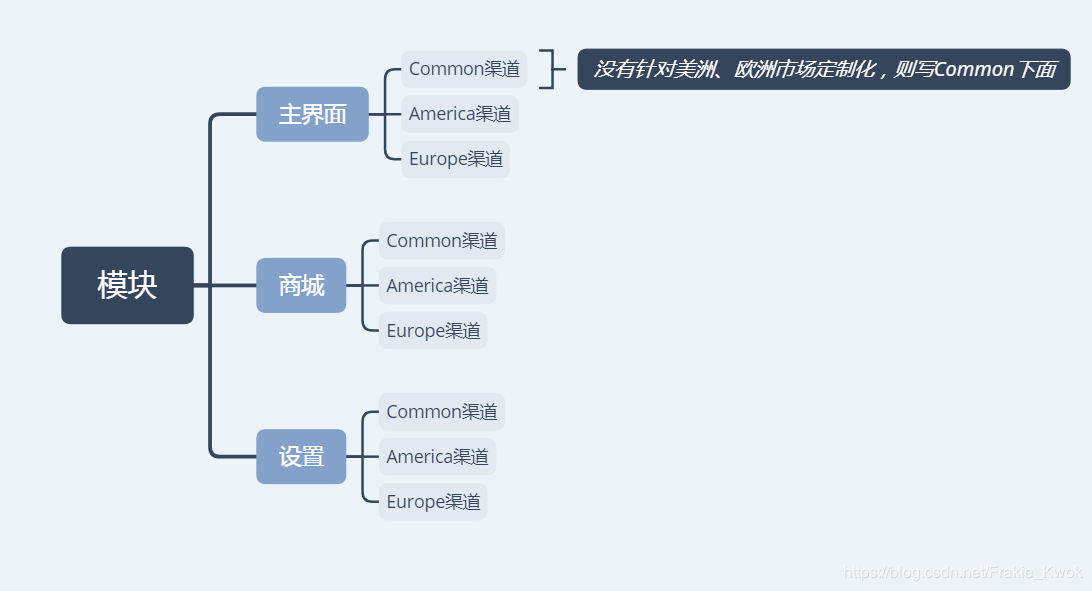 模块
主界面
Common渠道
没有针对美洲、欧洲市场定制化，则写Common下面
America渠道
Europe渠道
商城
Common渠道
America渠道
Europe渠道
设置
Common渠道
America渠道
Europe渠道
https://blog.csdn.net/Frakie_Kwok